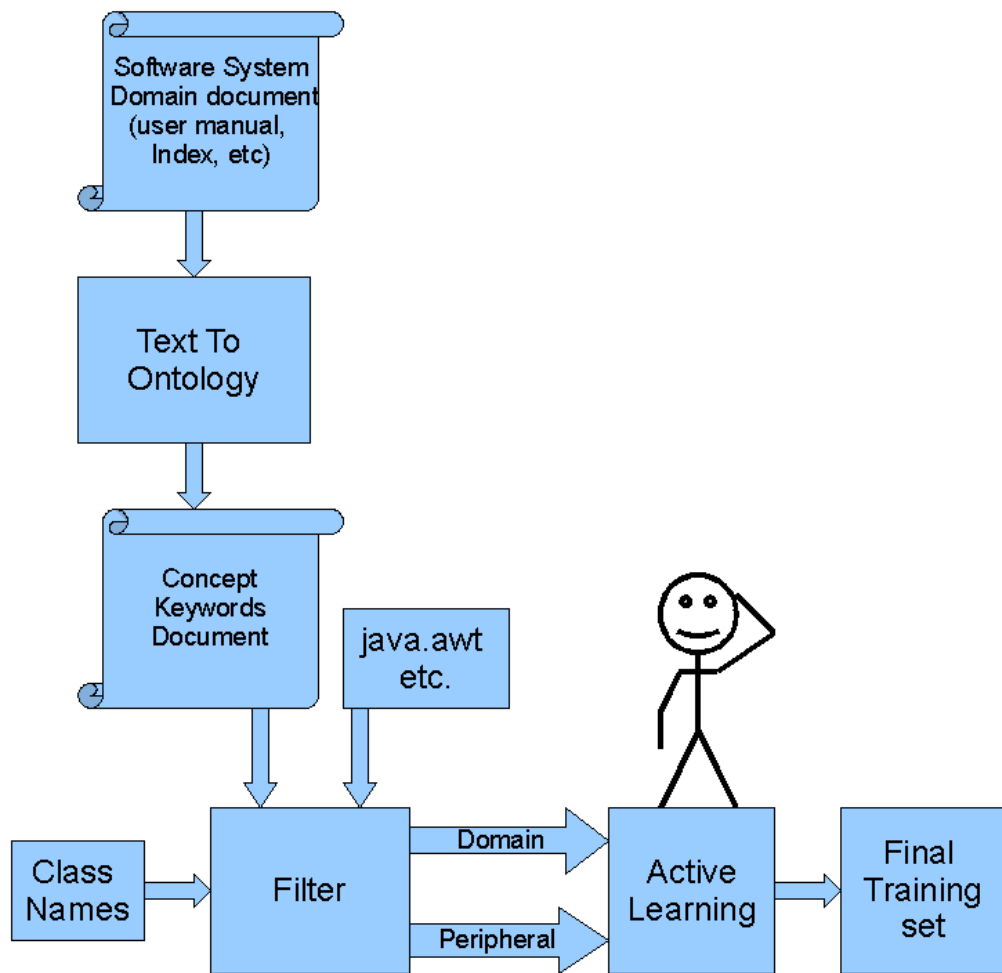 Software System
Domain document
(user manual,
Index, etc)
Text To
Ontology
Concept
Keywords
Document
java.awt
etc.
Class
Names
Filter
Domain
Peripheral
Active
Learning
Final
Training
set